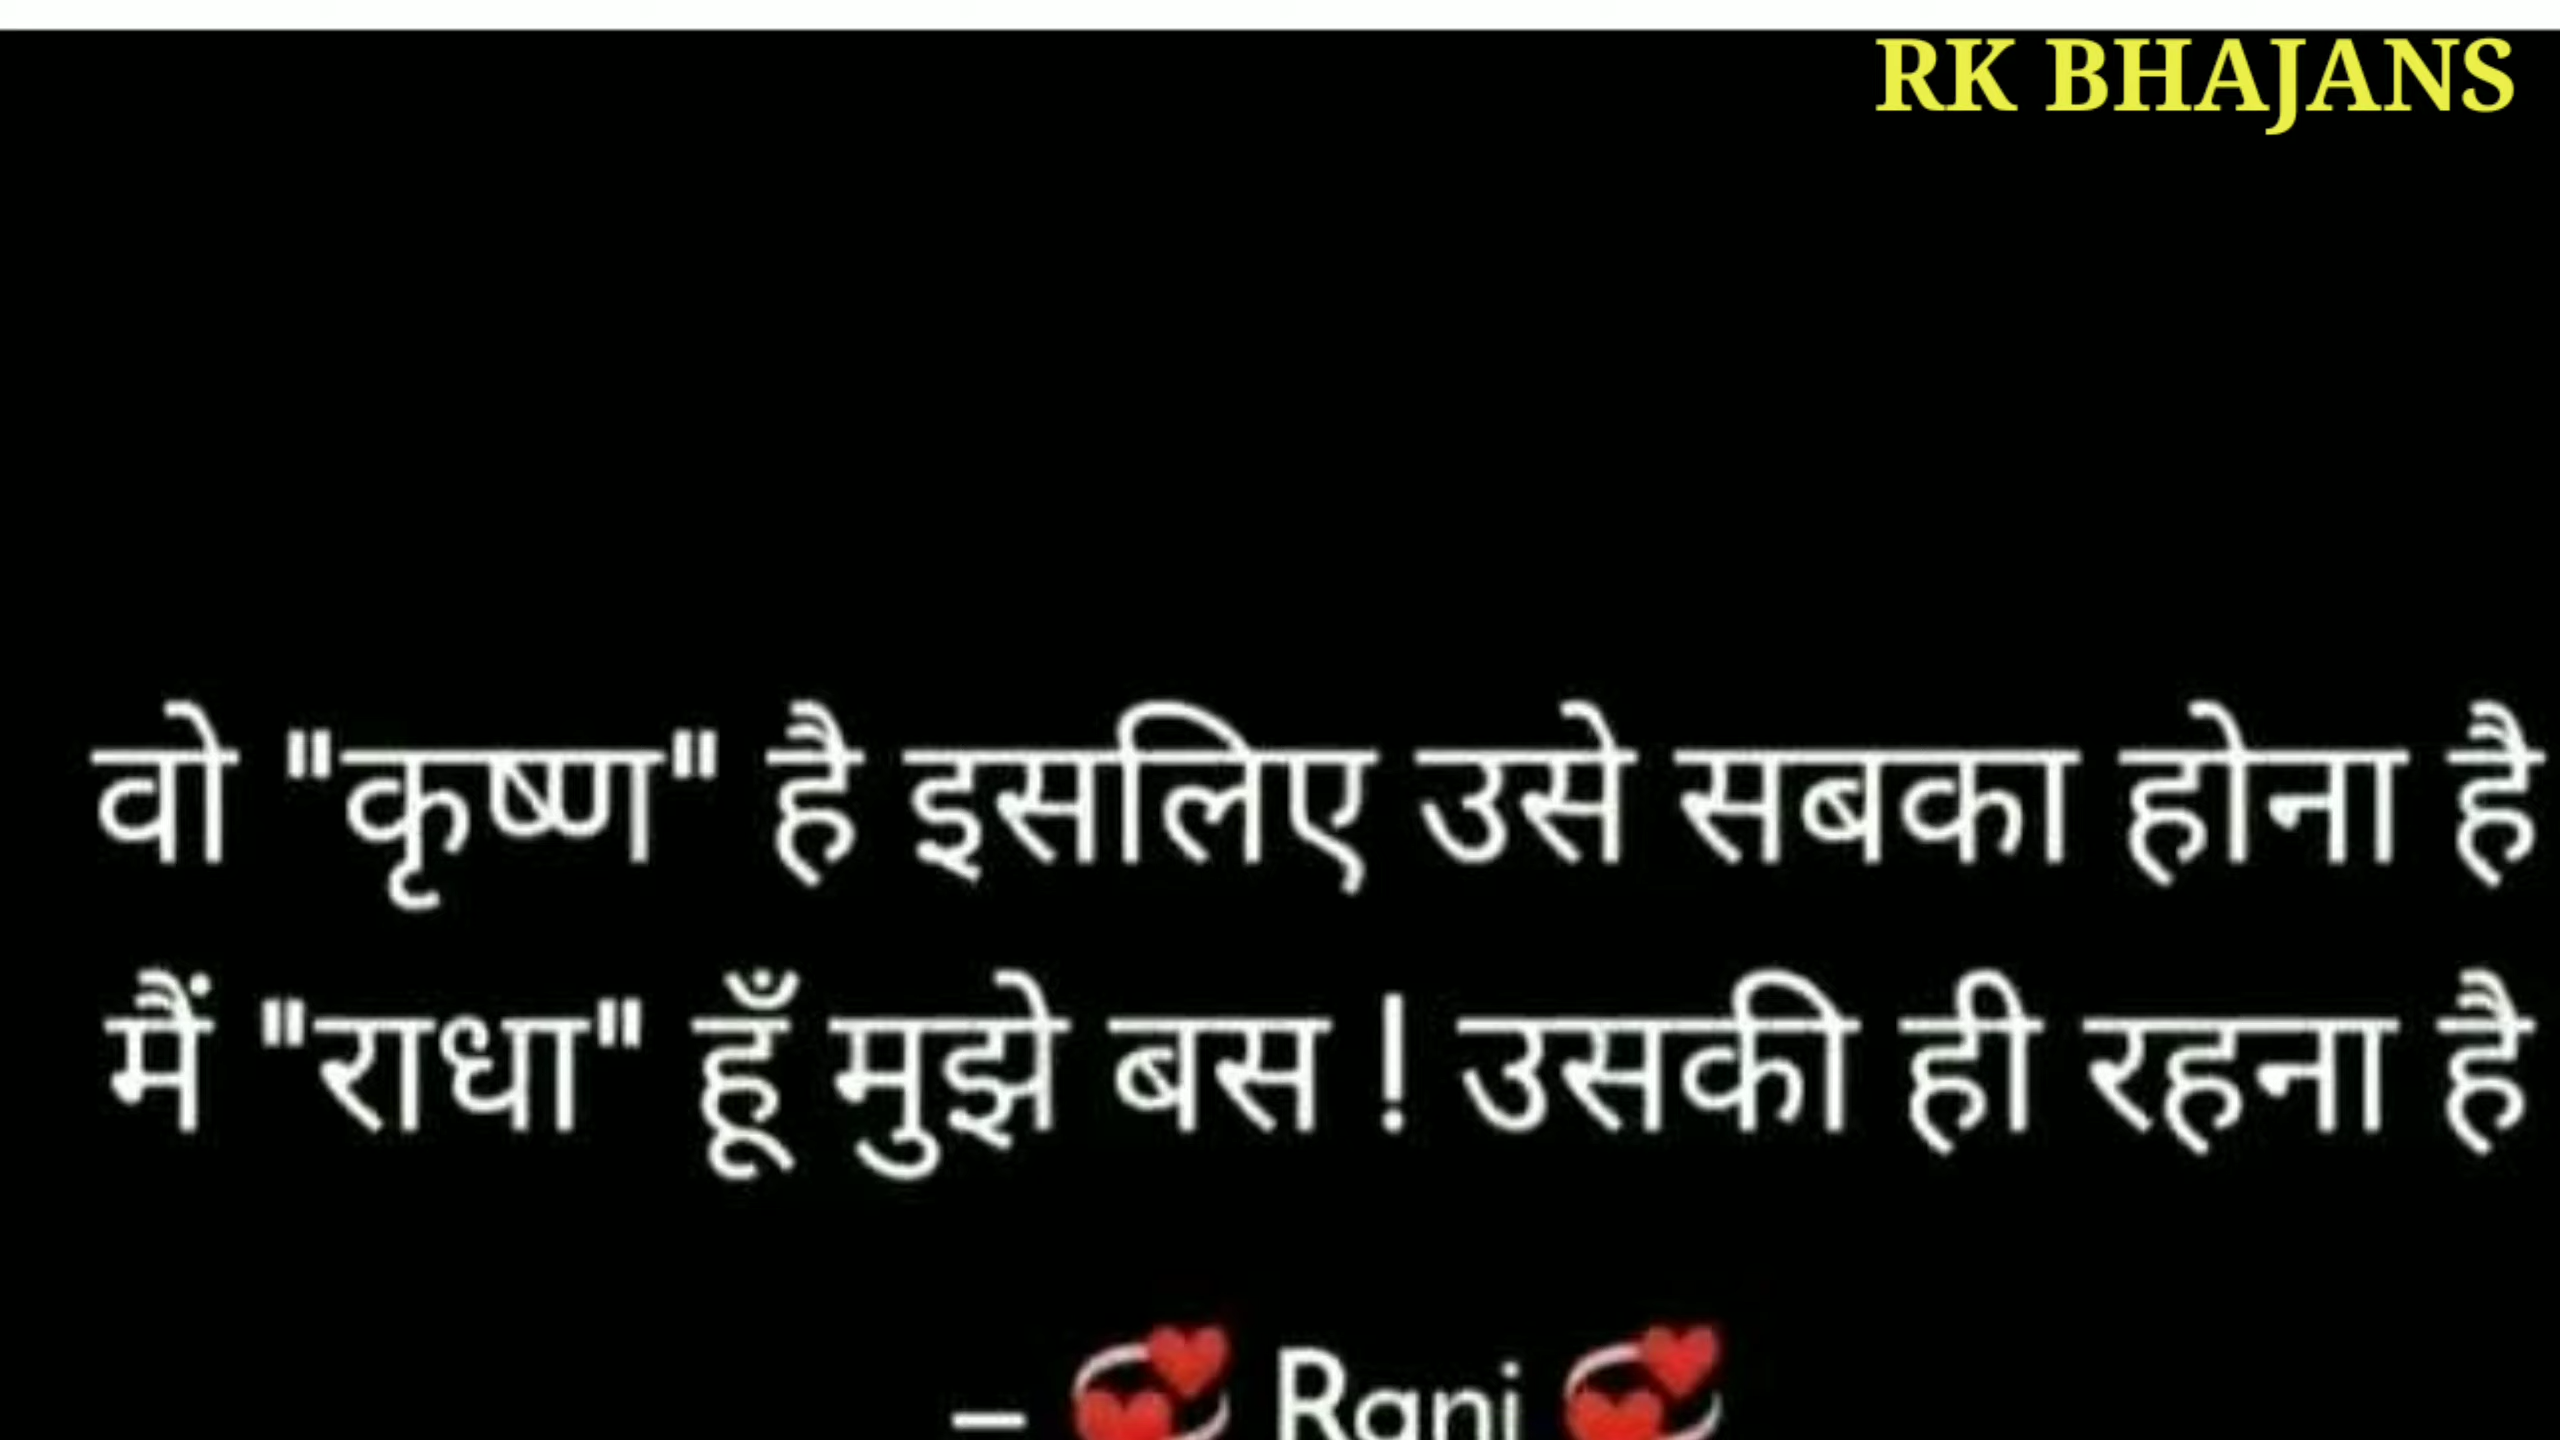 RK BHAJANS
वो "कृष्ण" है इसलिए उसे सबका होना है
मैं "राधा" हूँ मुझे बस ! उसकी ही रहना है
– 💞 Rani 💞